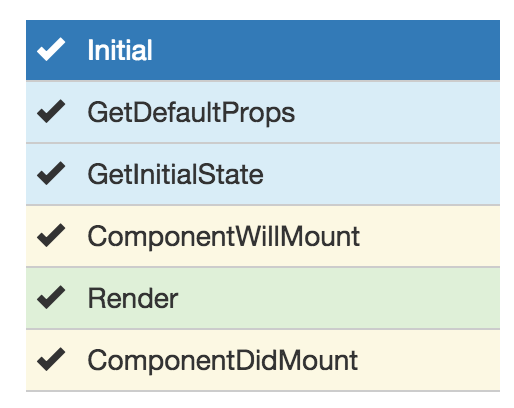 Initial
GetDefaultProps
GetInitialState
ComponentWillMount
Render
ComponentDidMount